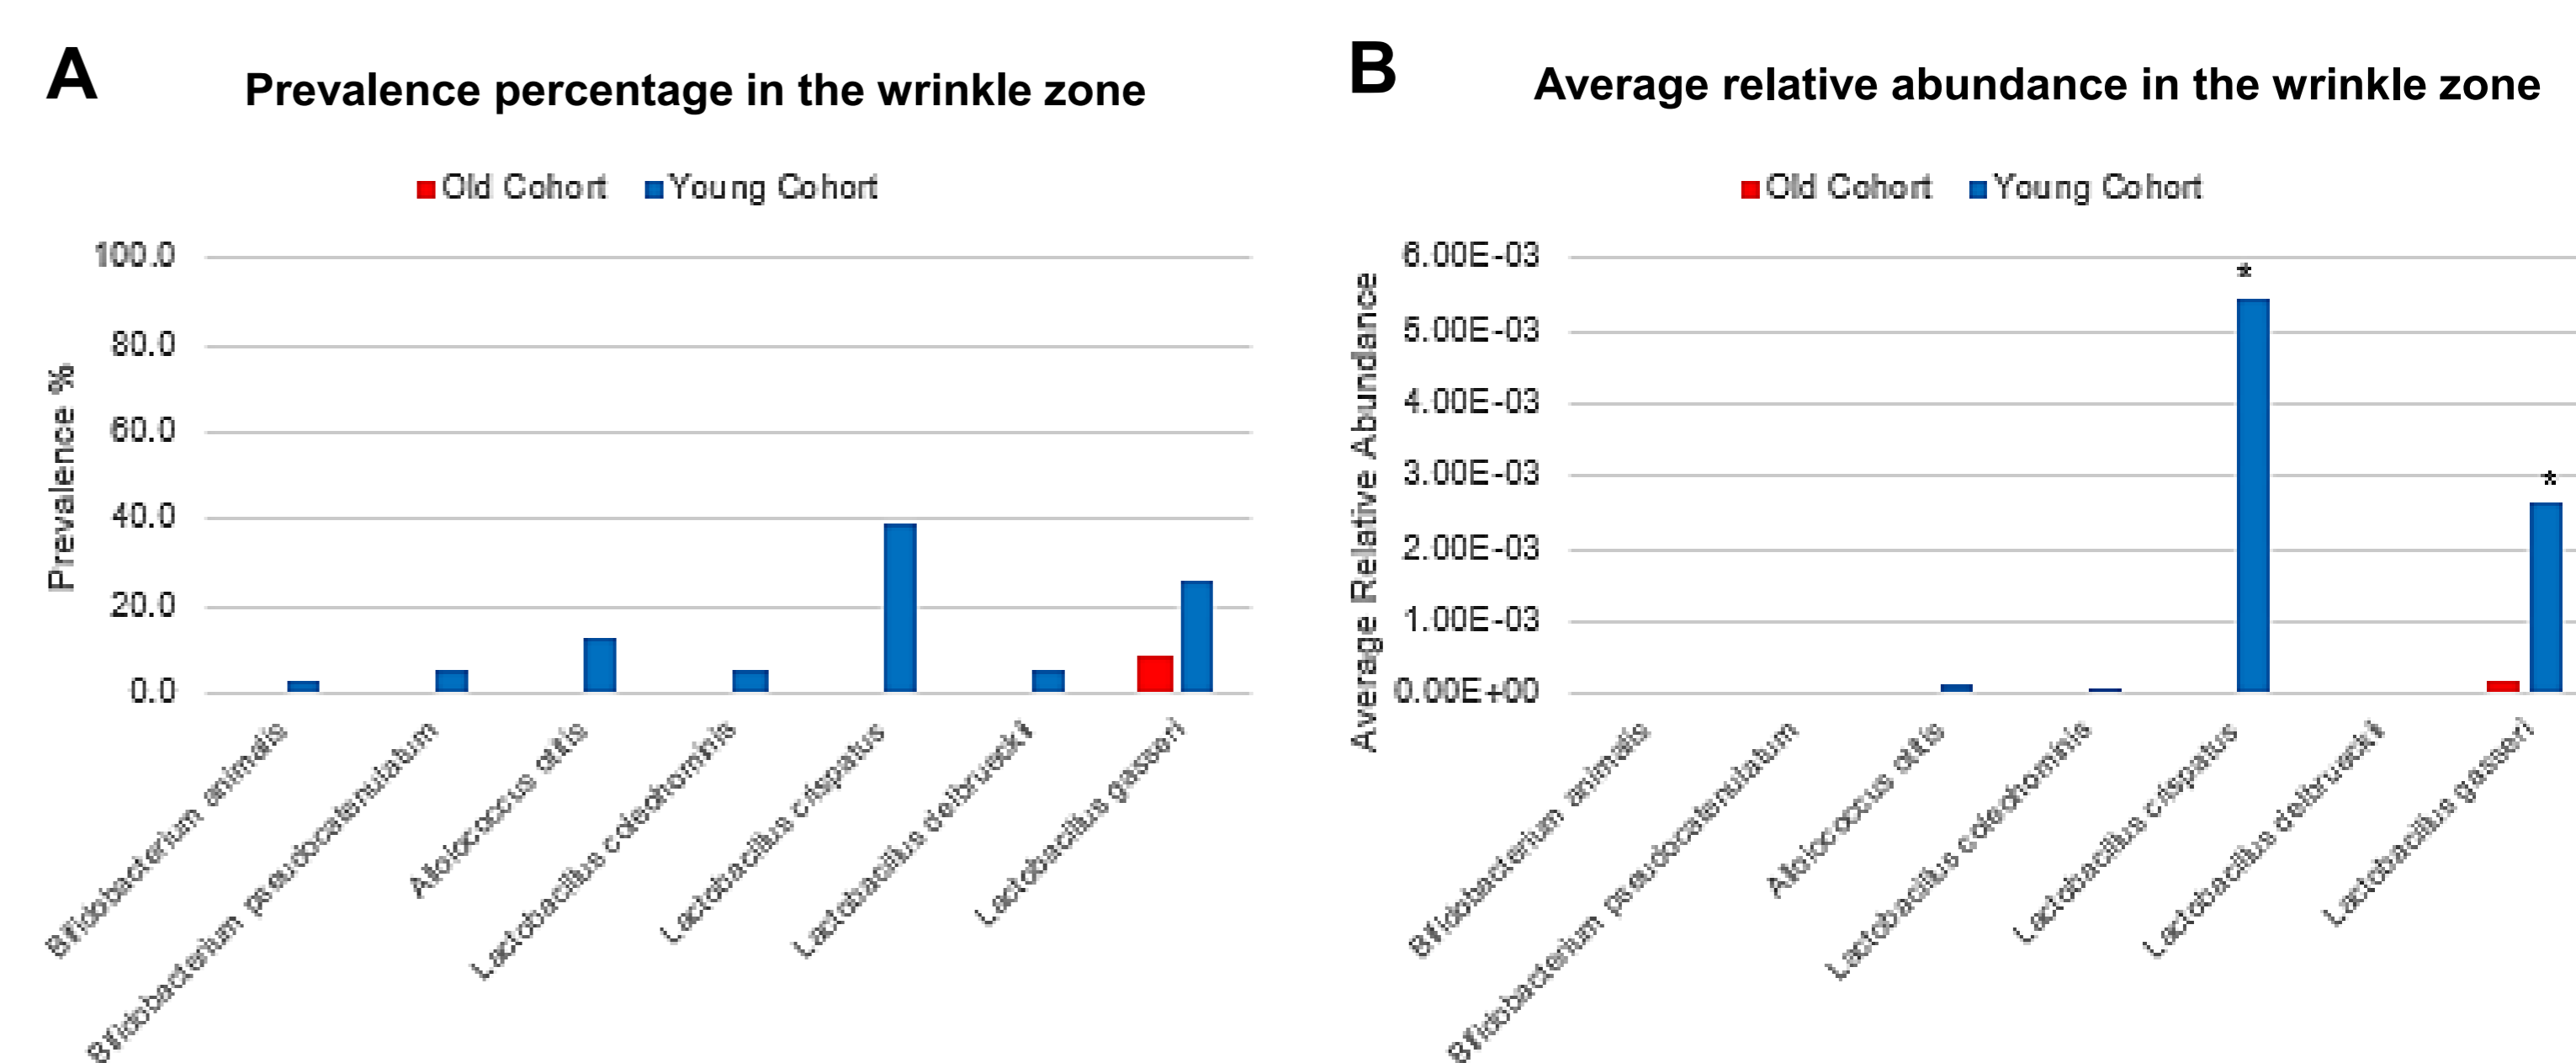 A
Prevalence percentage in the wrinkle zone
Old Cohort Young Cohort
Prevalence %
100.0
80.0
60.0
40.0
20.0
0.0
Bifidobacterium animalis
Bifidobacterium pseudocatenulatum
Alloiococcus otitis
Lactobacillus coleohominis
Lactobacillus crispatus
Lactobacillus delbrueckii
Lactobacillus gasseri
B
Average relative abundance in the wrinkle zone
Old Cohort Young Cohort
Average Relative Abundance
6.00E-03
5.00E-03
4.00E-03
3.00E-03
2.00E-03
1.00E-03
0.00E+00
*
*
Bifidobacterium animalis
Bifidobacterium pseudocatenulatum
Alloiococcus otitis
Lactobacillus coleohominis
Lactobacillus crispatus
Lactobacillus delbrueckii
Lactobacillus gasseri